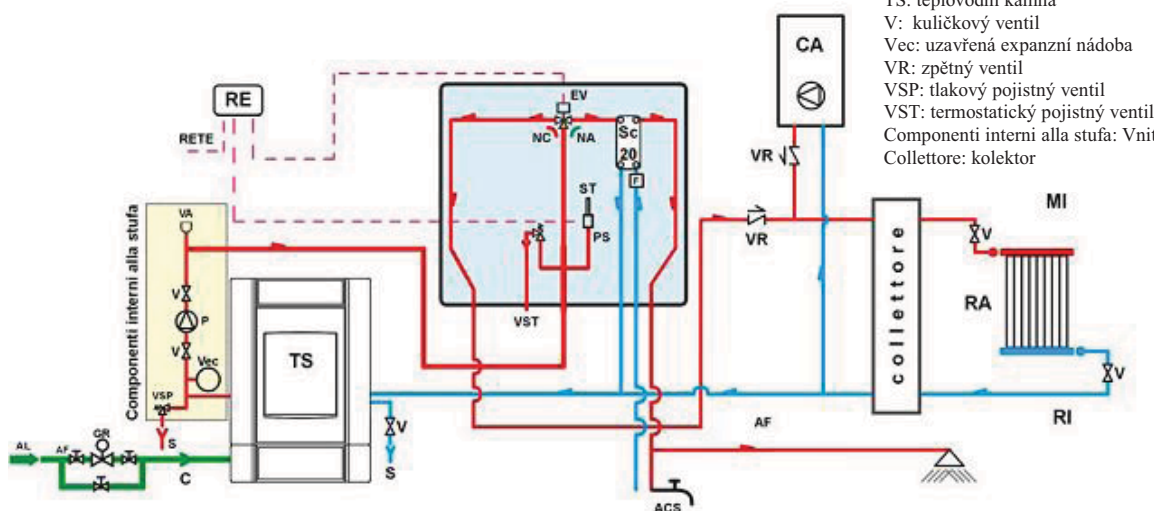 TS: teplovodní kamna
V: kuličkový ventil
Vec: uzavřená expanzní nádoba
VR: zpětný ventil
VSP: tlakový pojistný ventil
VST: termostatický pojistný ventil
Componenti interni alla stufa: Vnit
Collettore: kolektor
CA
RE
RETE
EV
NC
NA
Sc
20
F
ST
PS
VST
VR
VR
MI
V
RA
V
RI
collettore
Componenti interni alla stufa
VA
V
P
V
Vec
VSP
S
TS
V
S
AL
AF
GR
C
AF
ACS